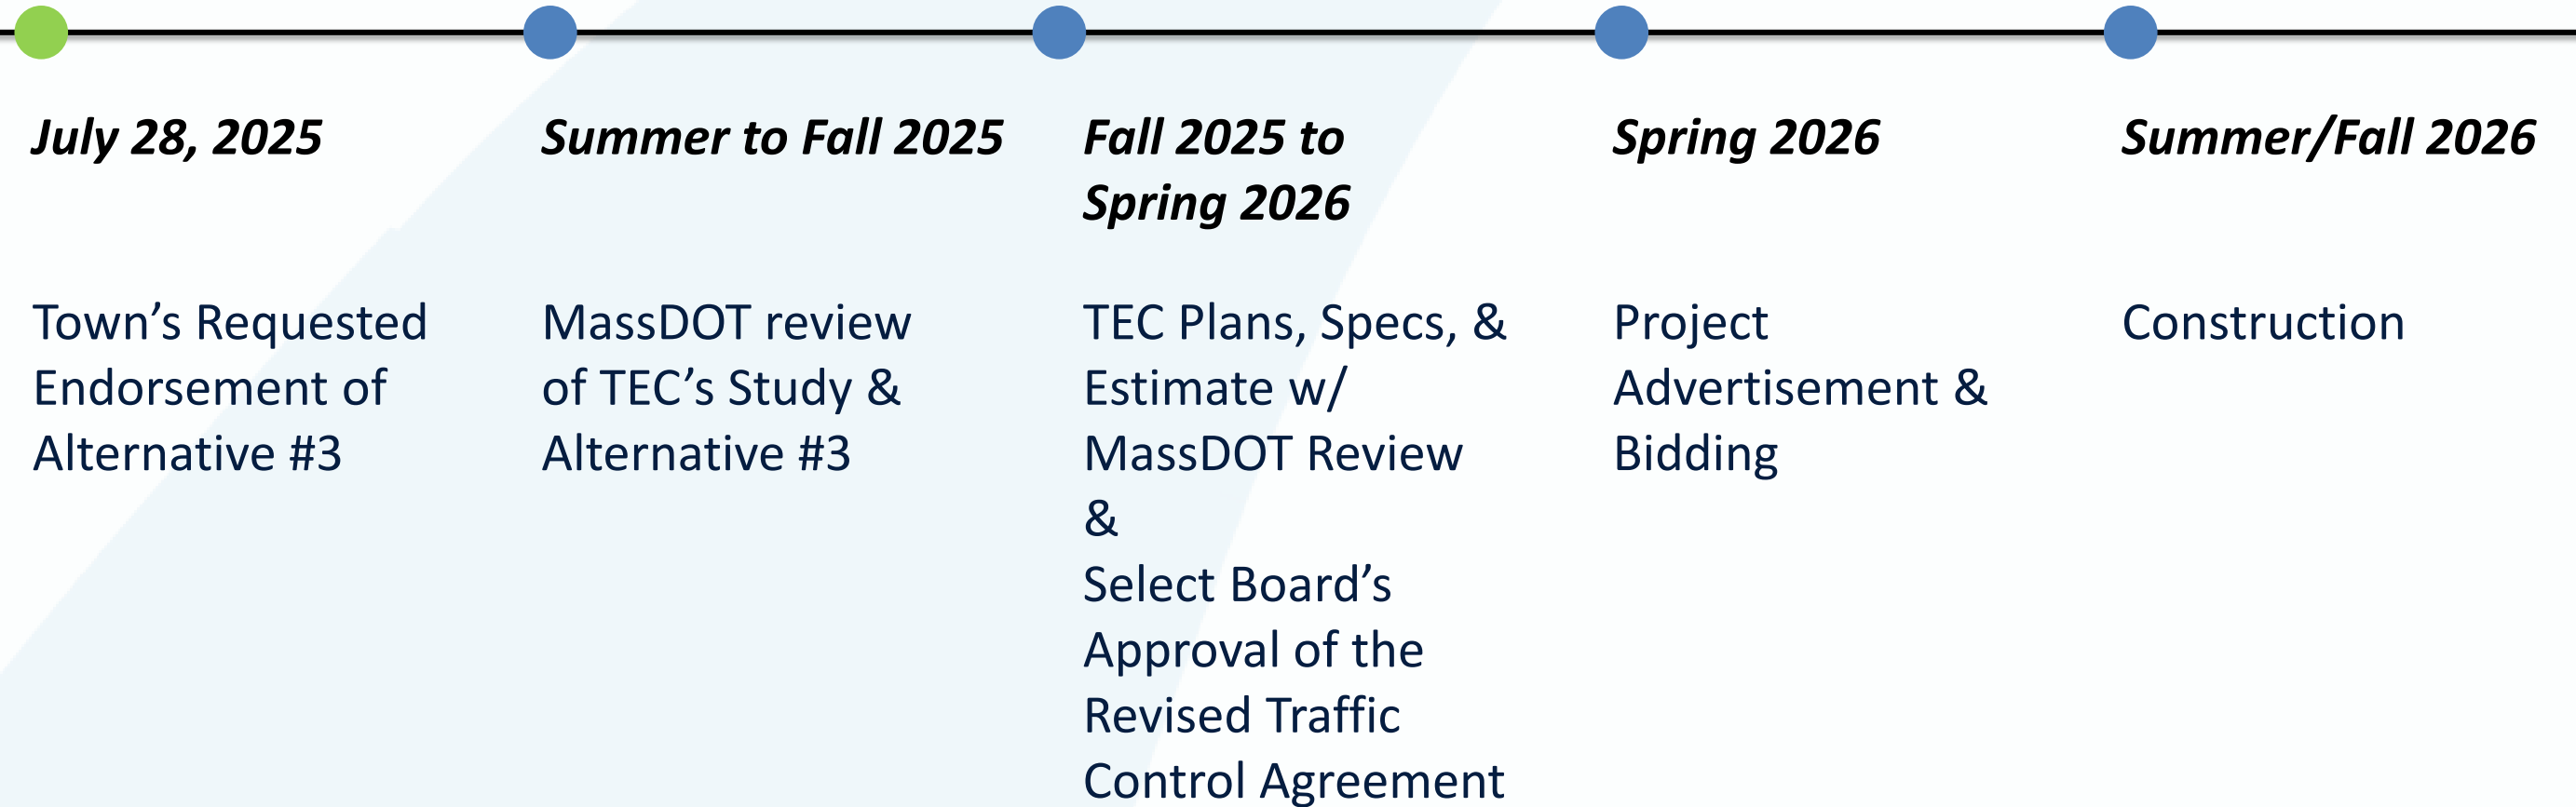 July 28, 2025
Town’s Requested
Endorsement of
Alternative #3
Summer to Fall 2025
MassDOT review
of TEC’s Study &
Alternative #3
Fall 2025 to
Spring 2026
TEC Plans, Specs, &
Estimate w/
MassDOT Review
&
Select Board’s
Approval of the
Revised Traffic
Control Agreement
Spring 2026
Project
Advertisement &
Bidding
Summer/Fall 2026
Construction